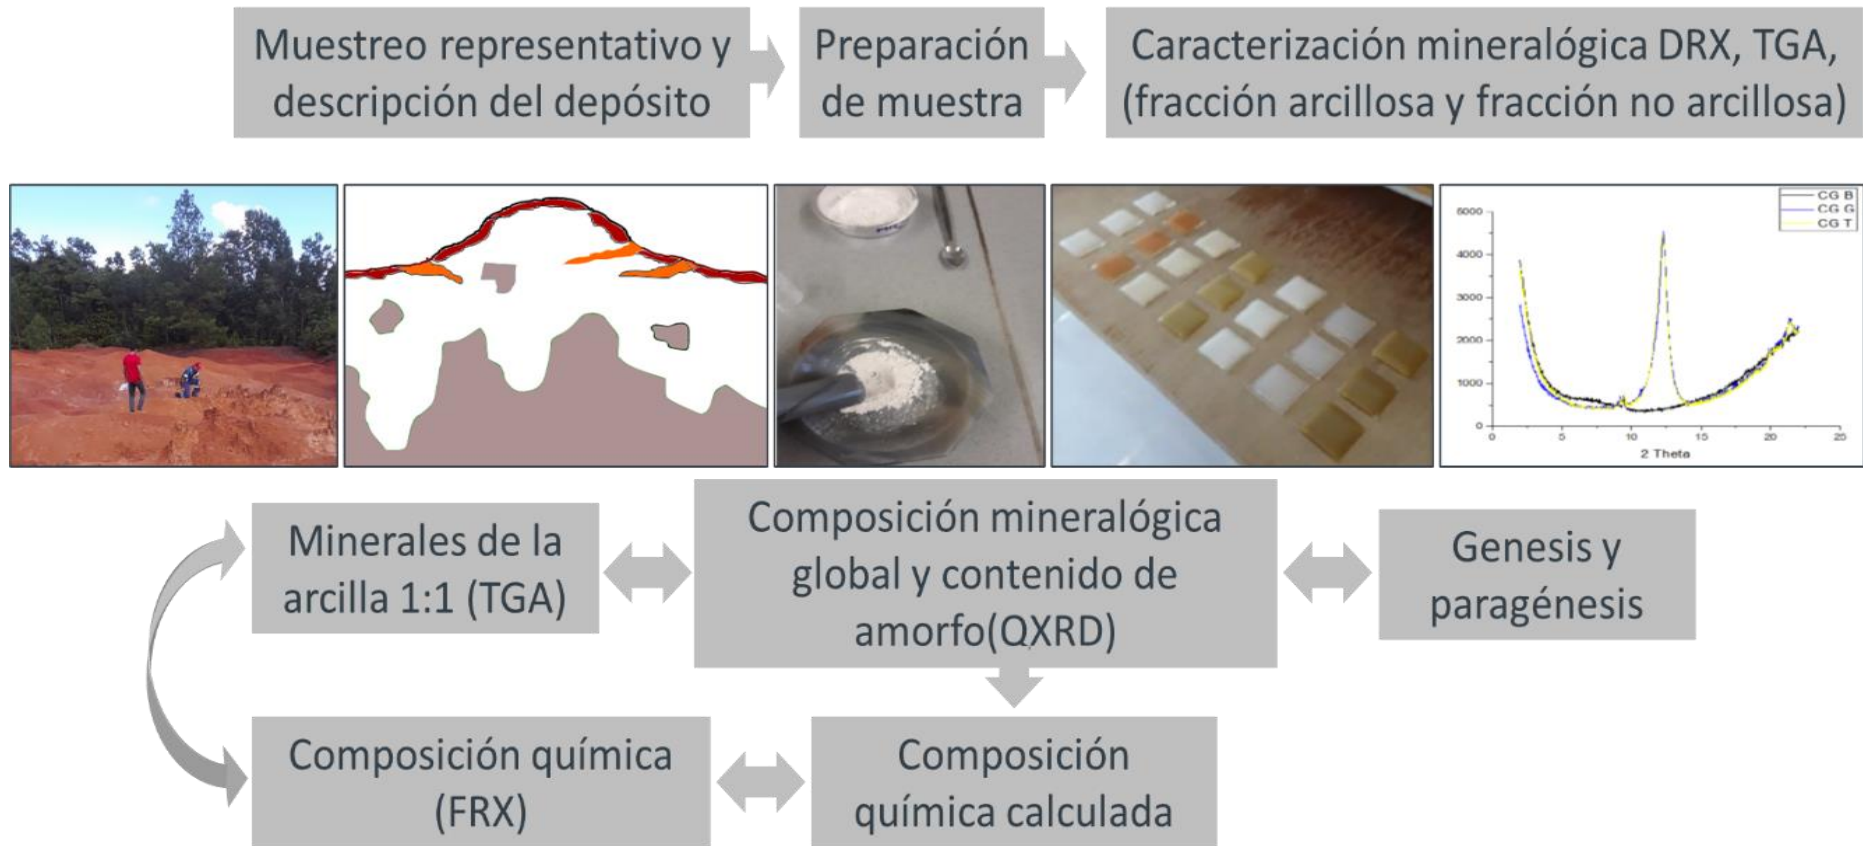 Muestreo representativo y
descripción del depósito
Preparación
de muestra
Caracterización mineralógica DRX, TGA,
(fracción arcillosa y fracción no arcillosa)
CG B
CG G
CG T
5000
4000
3000
2000
1000
0
0
5
10
15
20
25
2 Theta
Minerales de la
arcilla 1:1 (TGA)
Composición mineralógica
global y contenido de
amorfo(QXRD)
Genesis y
paragénesis
Composición química
(FRX)
Composición
química calculada